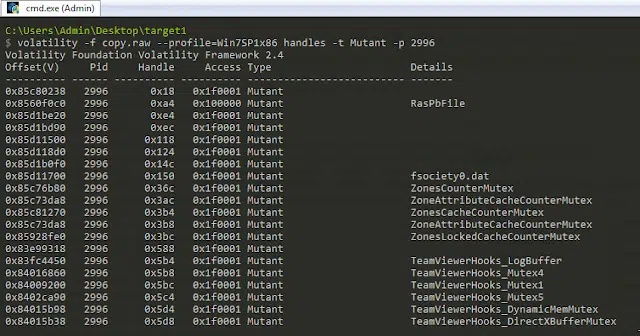 cmd.exe (Admin)
C:\Users\Admin\Desktop\target1
$ volatility -f copy.raw --profile=Win7SP1x86 handles -t Mutant -p 2996
Volatility Foundation Volatility Framework 2.4
Offset(V) Pid Handle Access Type Details
---------- ------ ---------- ---------- ---------------- -------
0x85c80238 2996 0x18 0x1f0001 Mutant
0x8560f0c0 2996 0xa4 0x100000 Mutant RasPbFile
0x85d1be20 2996 0xe4 0x1f0001 Mutant
0x85d1bd90 2996 0xec 0x1f0001 Mutant
0x85d11500 2996 0x118 0x1f0001 Mutant
0x85d118d0 2996 0x124 0x1f0001 Mutant
0x85d1b0f0 2996 0x14c 0x1f0001 Mutant
0x85d11700 2996 0x150 0x1f0001 Mutant fsociety0.dat
0x85c76b80 2996 0x36c 0x1f0001 Mutant ZonesCounterMutex
0x85c73da8 2996 0x3ac 0x1f0001 Mutant ZoneAttributeCacheCounterMutex
0x85c81270 2996 0x3b4 0x1f0001 Mutant ZonesCacheCounterMutex
0x85c73da8 2996 0x3b8 0x1f0001 Mutant ZoneAttributeCacheCounterMutex
0x85928fe0 2996 0x3bc 0x1f0001 Mutant ZonesLockedCacheCounterMutex
0x83e99318 2996 0x588 0x1f0001 Mutant
0x83fc4450 2996 0x5b4 0x1f0001 Mutant TeamViewerHooks_LogBuffer
0x84016860 2996 0x5b8 0x1f0001 Mutant TeamViewerHooks_Mutex4
0x84009200 2996 0x5bc 0x1f0001 Mutant TeamViewerHooks_Mutex1
0x8402ca90 2996 0x5c4 0x1f0001 Mutant TeamViewerHooks_Mutex5
0x84015b98 2996 0x5d4 0x1f0001 Mutant TeamViewerHooks_DynamicMemMutex
0x84015b38 2996 0x5d8 0x1f0001 Mutant TeamViewerHooks_DirectXBufferMutex